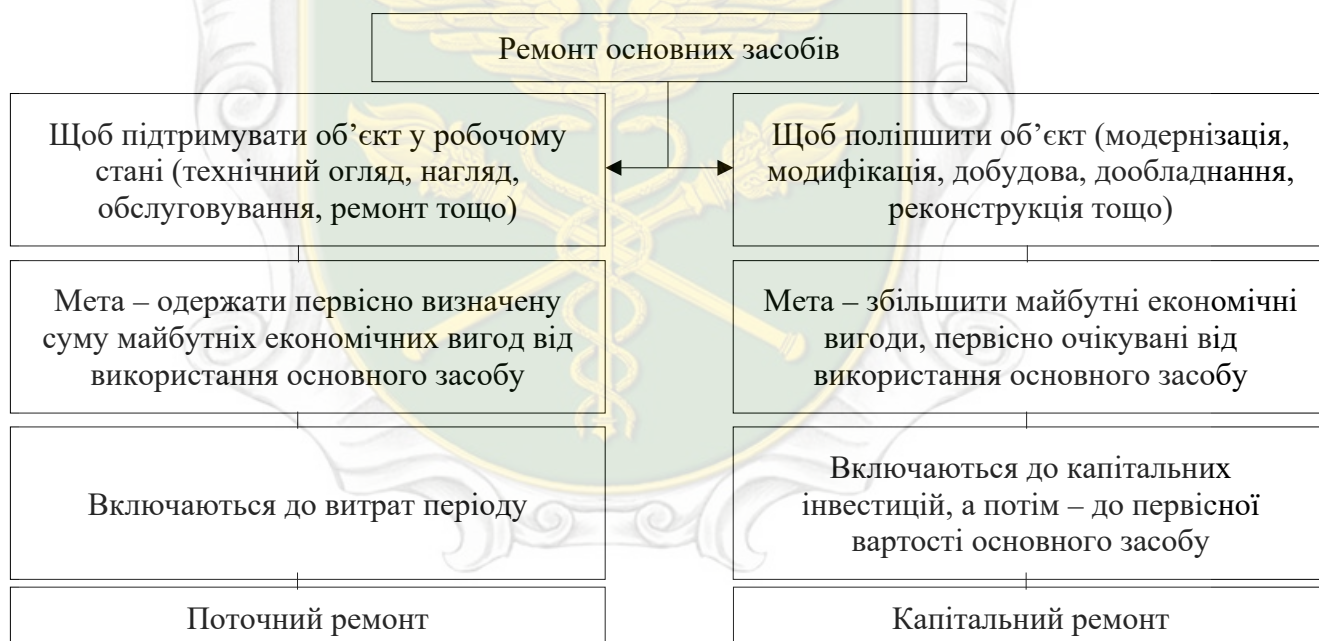 Ремонт основних засобів
Щоб підтримувати об’єкт у робочому
стані (технічний огляд, нагляд,
обслуговування, ремонт тощо)
Мета – одержати первісно визначену
суму майбутніх економічних вигод від
використання основного засобу
Включаються до витрат періоду
Поточний ремонт
Щоб поліпшити об’єкт (модернізація,
модифікація, добудова, дообладнання,
реконструкція тощо)
Мета – збільшити майбутні економічні
вигоди, первісно очікувані від
використання основного засобу
Включаються до капітальних
інвестицій, а потім – до первісної
вартості основного засобу
Капітальний ремонт